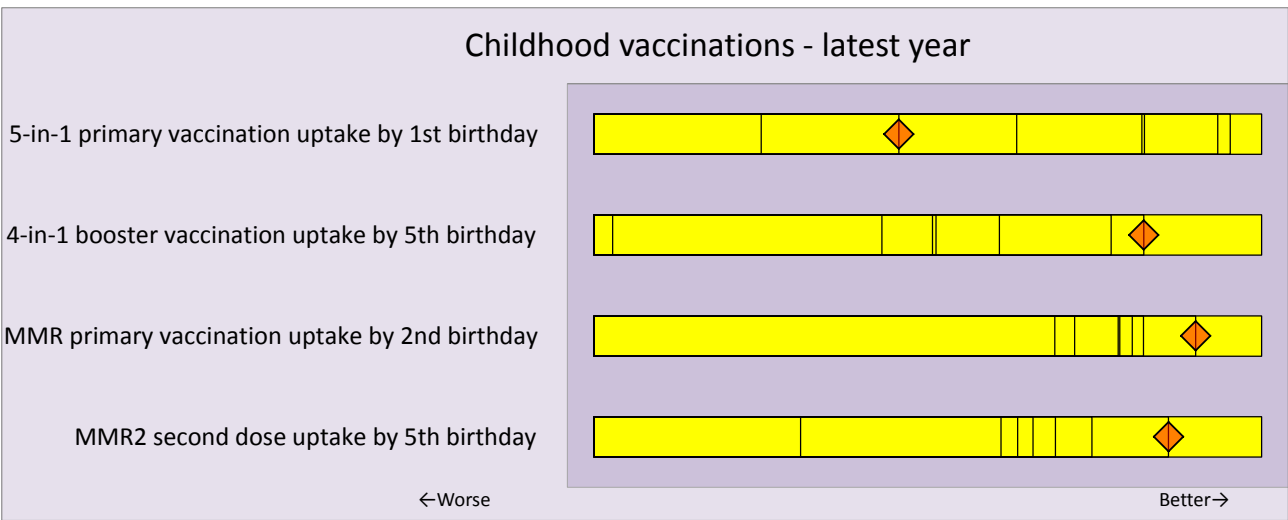 Childhood vaccinations - latest year
5-in-1 primary vaccination uptake by 1st birthday
4-in-1 booster vaccination uptake by 5th birthday
MMR primary vaccination uptake by 2nd birthday
MMR2 second dose uptake by 5th birthday
←Worse
Better→